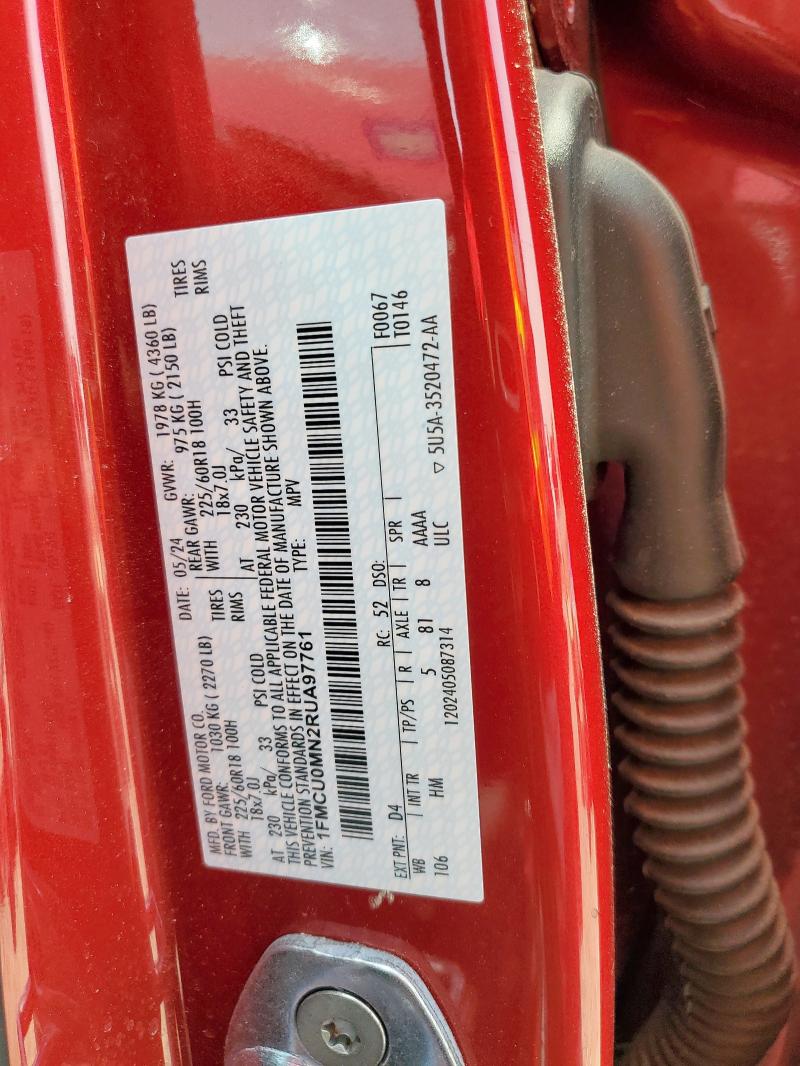 MFD. BY FORD MOTOR CO.
DATE: 05/24 GVWR: 1978 KG ( 4360 LB)
FRONT GAWR: 1030 KG ( 2270 LB) REAR GAWR: 975 KG ( 2150 LB)
WITH 225/60R18 100H TIRES WITH 225/60R18 100H TIRES
18x7.0J RIMS 18x7.0J RIMS
AT 230 kPa/ 33 PSI COLD AT 230 kPa/ 33 PSI COLD
THIS VEHICLE CONFORMS TO ALL APPLICABLE FEDERAL MOTOR VEHICLE SAFETY AND THEFT
PREVENTION STANDARDS IN EFFECT ON THE DATE OF MANUFACTURE SHOWN ABOVE.
VIN: 1FMCU0MN2RUA97761 TYPE: MPV
EXT PNT: D4 RC: 52 DSO: F0067
WB INT TR TP/PS R AXLE TR SPR T0146
106 HM 5 81 8 AAAA
1202405087314 ULC ▽ 5U5A-3520472-AA